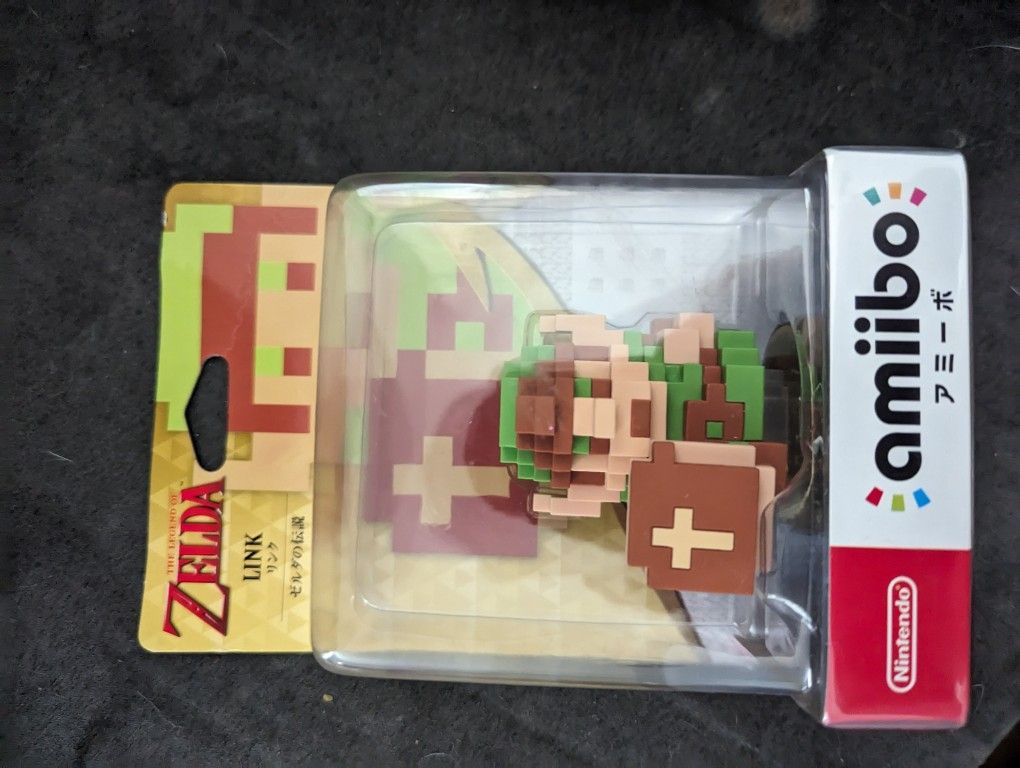 THE LEGEND OF
ZELDA
LINK
リンク
ゼルダの伝説
amiibo
アミーボ
Nintendo